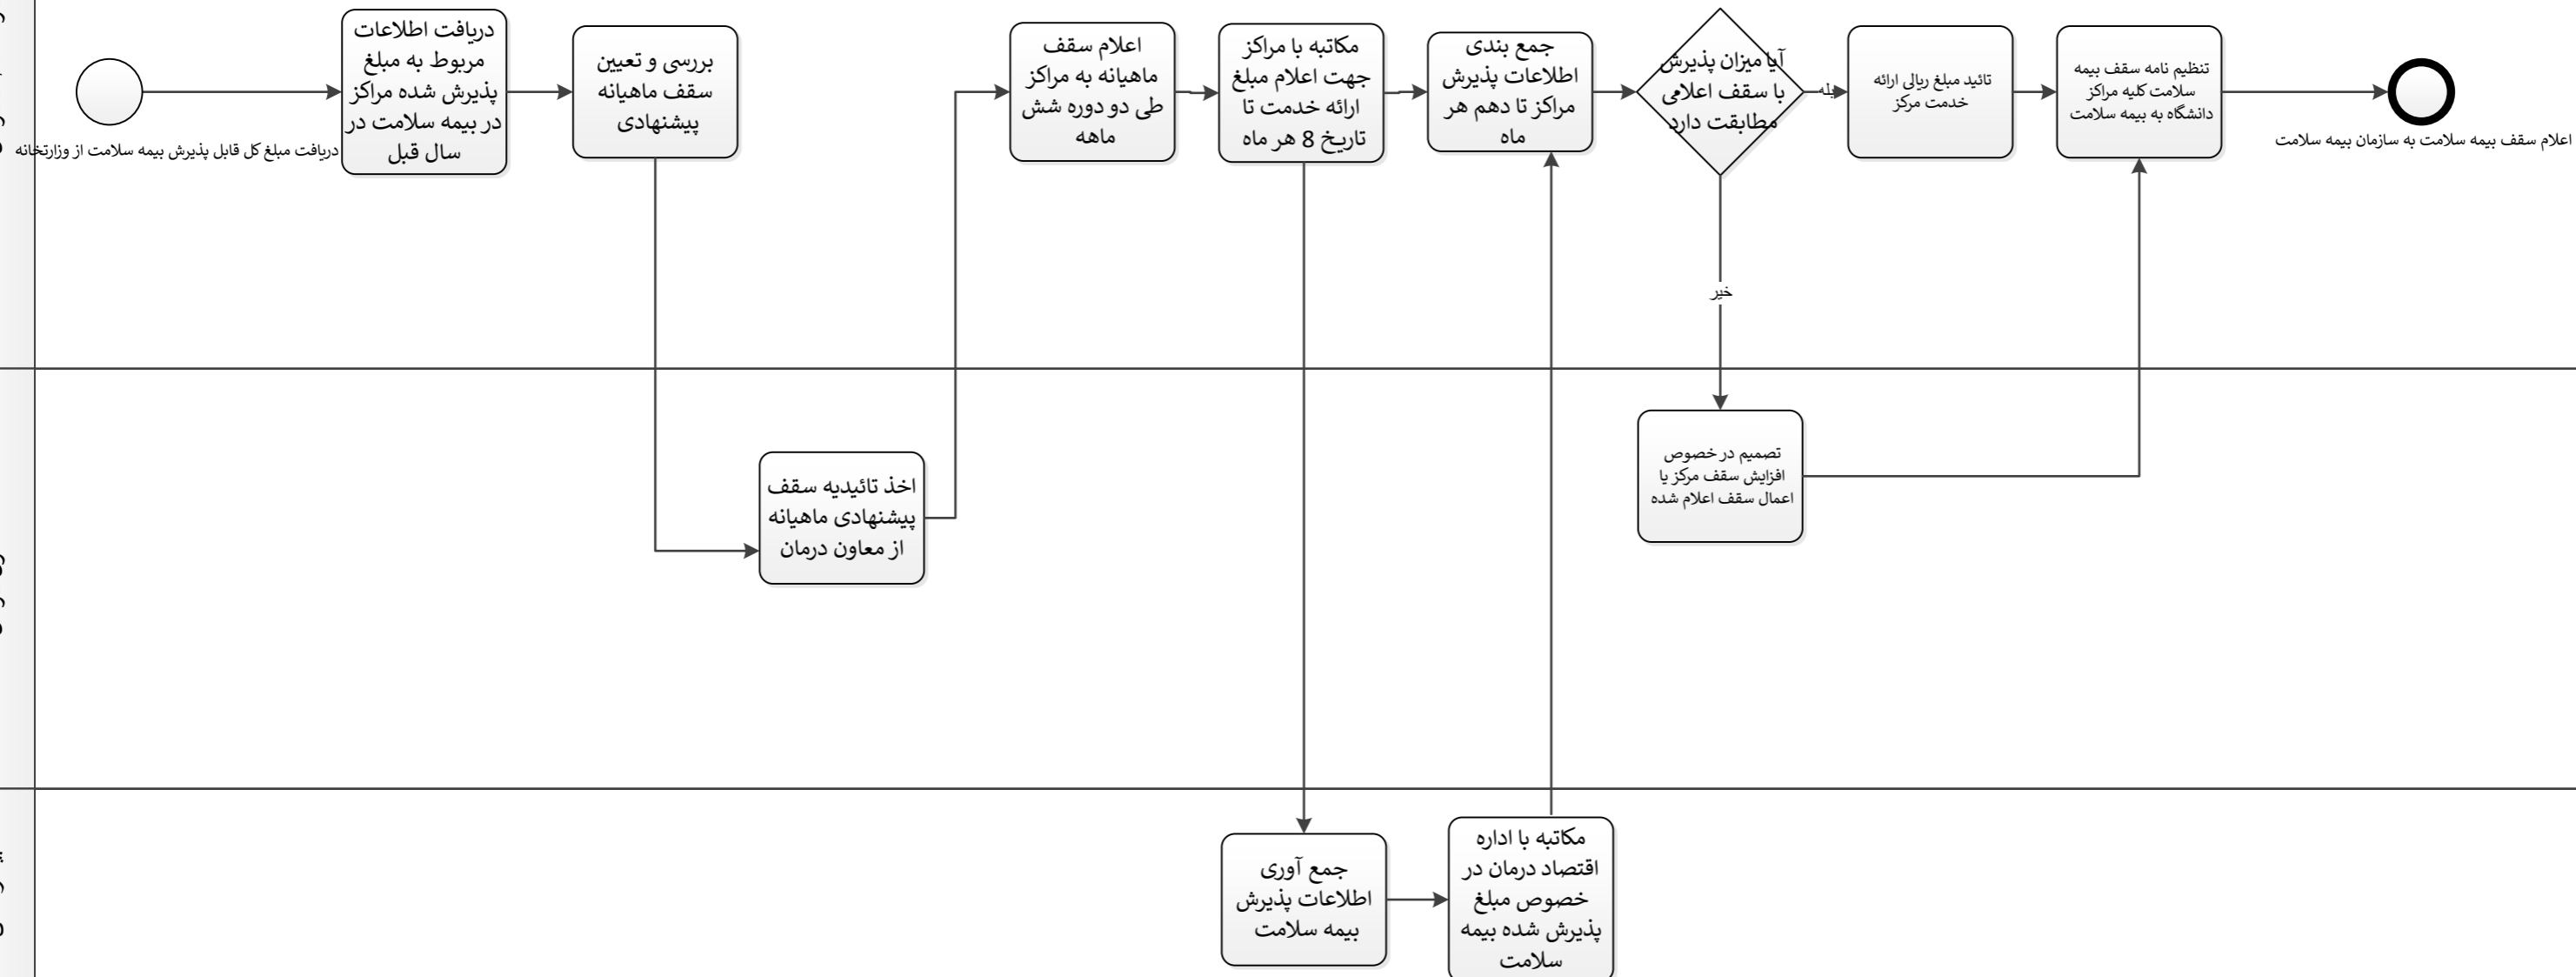 دریافت مبلغ کل قابل پذیرش بیمه سلامت از وزارتخانه
دریافت اطلاعات
مربوط به مبلغ
پذیرش شده مراکز
در بیمه سلامت در
سال قبل
بررسی و تعیین
سقف ماهیانه
پیشنهادی
اخذ تائیدیه سقف
پیشنهادی ماهیانه
از معاون درمان
اعلام سقف
ماهیانه به مراکز
طی دو دوره شش
ماهه
مکاتبه با مراکز
جهت اعلام مبلغ
ارائه خدمت تا
تاریخ 8 هر ماه
جمع آوری
اطلاعات پذیرش
بیمه سلامت
مکاتبه با اداره
اقتصاد درمان در
خصوص مبلغ
پذیرش شده بیمه
سلامت
جمع بندی
اطلاعات پذیرش
مراکز تا دهم هر
ماه
آیا میزان پذیرش
با سقف اعلامی
مطابقت دارد
بله
خیر
تائید مبلغ ریالی ارائه
خدمت مرکز
تصمیم در خصوص
افزایش سقف مرکز یا
اعمال سقف اعلام شده
تنظیم نامه سقف بیمه
سلامت کلیه مراکز
دانشگاه به بیمه سلامت
اعلام سقف بیمه سلامت به سازمان بیمه سلامت